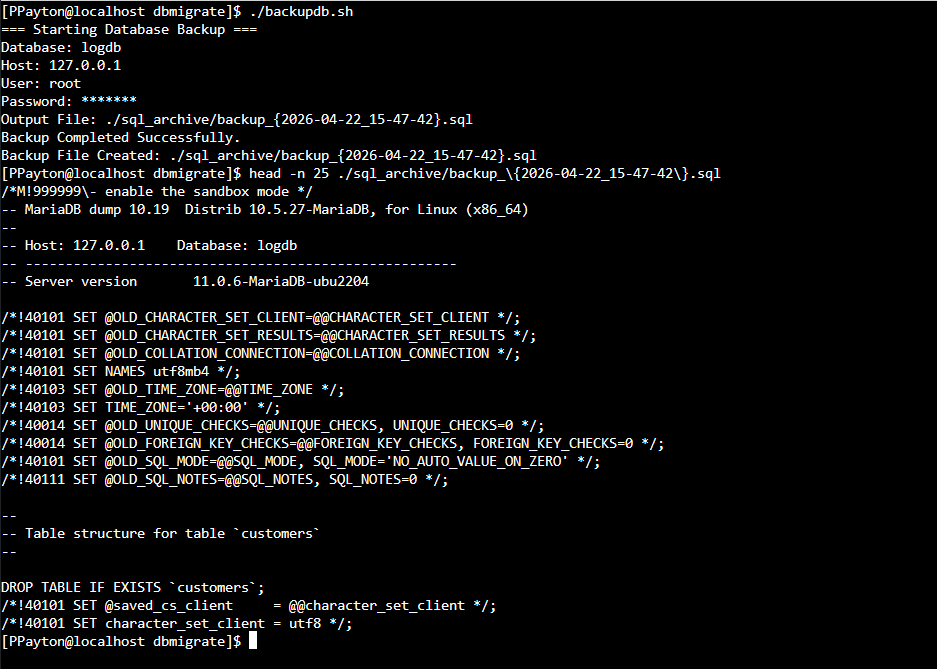 [PPayton@localhost dbmigrate]$ ./backupdb.sh
=== Starting Database Backup ===
Database: logdb
Host: 127.0.0.1
User: root
Password: *******
Output File: ./sql_archive/backup_{2026-04-22_15-47-42}.sql
Backup Completed Successfully.
Backup File Created: ./sql_archive/backup_{2026-04-22_15-47-42}.sql
[PPayton@localhost dbmigrate]$ head -n 25 ./sql_archive/backup_\{2026-04-22_15-47-42\}.sql
/*M!999999\- enable the sandbox mode */
-- MariaDB dump 10.19  Distrib 10.5.27-MariaDB, for Linux (x86_64)
--
-- Host: 127.0.0.1    Database: logdb
-- ------------------------------------------------------
-- Server version       11.0.6-MariaDB-ubu2204

/*!40101 SET @OLD_CHARACTER_SET_CLIENT=@@CHARACTER_SET_CLIENT */;
/*!40101 SET @OLD_CHARACTER_SET_RESULTS=@@CHARACTER_SET_RESULTS */;
/*!40101 SET @OLD_COLLATION_CONNECTION=@@COLLATION_CONNECTION */;
/*!40101 SET NAMES utf8mb4 */;
/*!40103 SET @OLD_TIME_ZONE=@@TIME_ZONE */;
/*!40103 SET TIME_ZONE='+00:00' */;
/*!40014 SET @OLD_UNIQUE_CHECKS=@@UNIQUE_CHECKS, UNIQUE_CHECKS=0 */;
/*!40014 SET @OLD_FOREIGN_KEY_CHECKS=@@FOREIGN_KEY_CHECKS, FOREIGN_KEY_CHECKS=0 */;
/*!40101 SET @OLD_SQL_MODE=@@SQL_MODE, SQL_MODE='NO_AUTO_VALUE_ON_ZERO' */;
/*!40111 SET @OLD_SQL_NOTES=@@SQL_NOTES, SQL_NOTES=0 */;

--
-- Table structure for table `customers`
--

DROP TABLE IF EXISTS `customers`;
/*!40101 SET @saved_cs_client     = @@character_set_client */;
/*!40101 SET character_set_client = utf8 */;
[PPayton@localhost dbmigrate]$